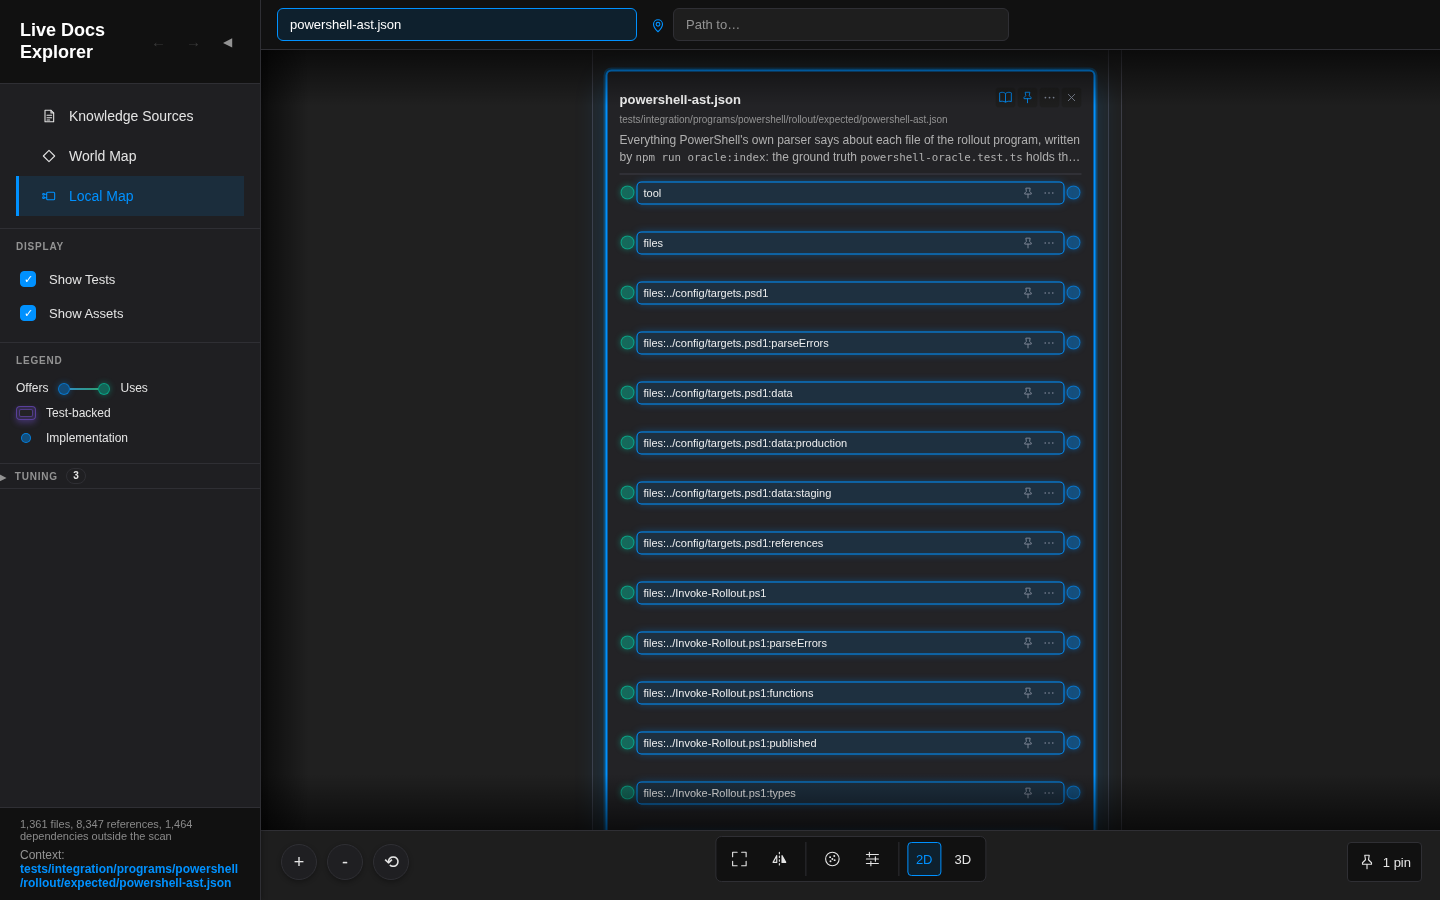 Live Docs
Explorer
powershell-ast.json
Path to…
Knowledge Sources
World Map
Local Map
DISPLAY
Show Tests
Show Assets
LEGEND
Offers
Uses
Test-backed
Implementation
TUNING 3
1,361 files, 8,347 references, 1,464
dependencies outside the scan
Context:
tests/integration/programs/powershell
/rollout/expected/powershell-ast.json
powershell-ast.json
tests/integration/programs/powershell/rollout/expected/powershell-ast.json
Everything PowerShell's own parser says about each file of the rollout program, written
by npm run oracle:index: the ground truth powershell-oracle.test.ts holds th…
tool
files
files:../config/targets.psd1
files:../config/targets.psd1:parseErrors
files:../config/targets.psd1:data
files:../config/targets.psd1:data:production
files:../config/targets.psd1:data:staging
files:../config/targets.psd1:references
files:../Invoke-Rollout.ps1
files:../Invoke-Rollout.ps1:parseErrors
files:../Invoke-Rollout.ps1:functions
files:../Invoke-Rollout.ps1:published
files:../Invoke-Rollout.ps1:types
+ - 2D 3D 1 pin